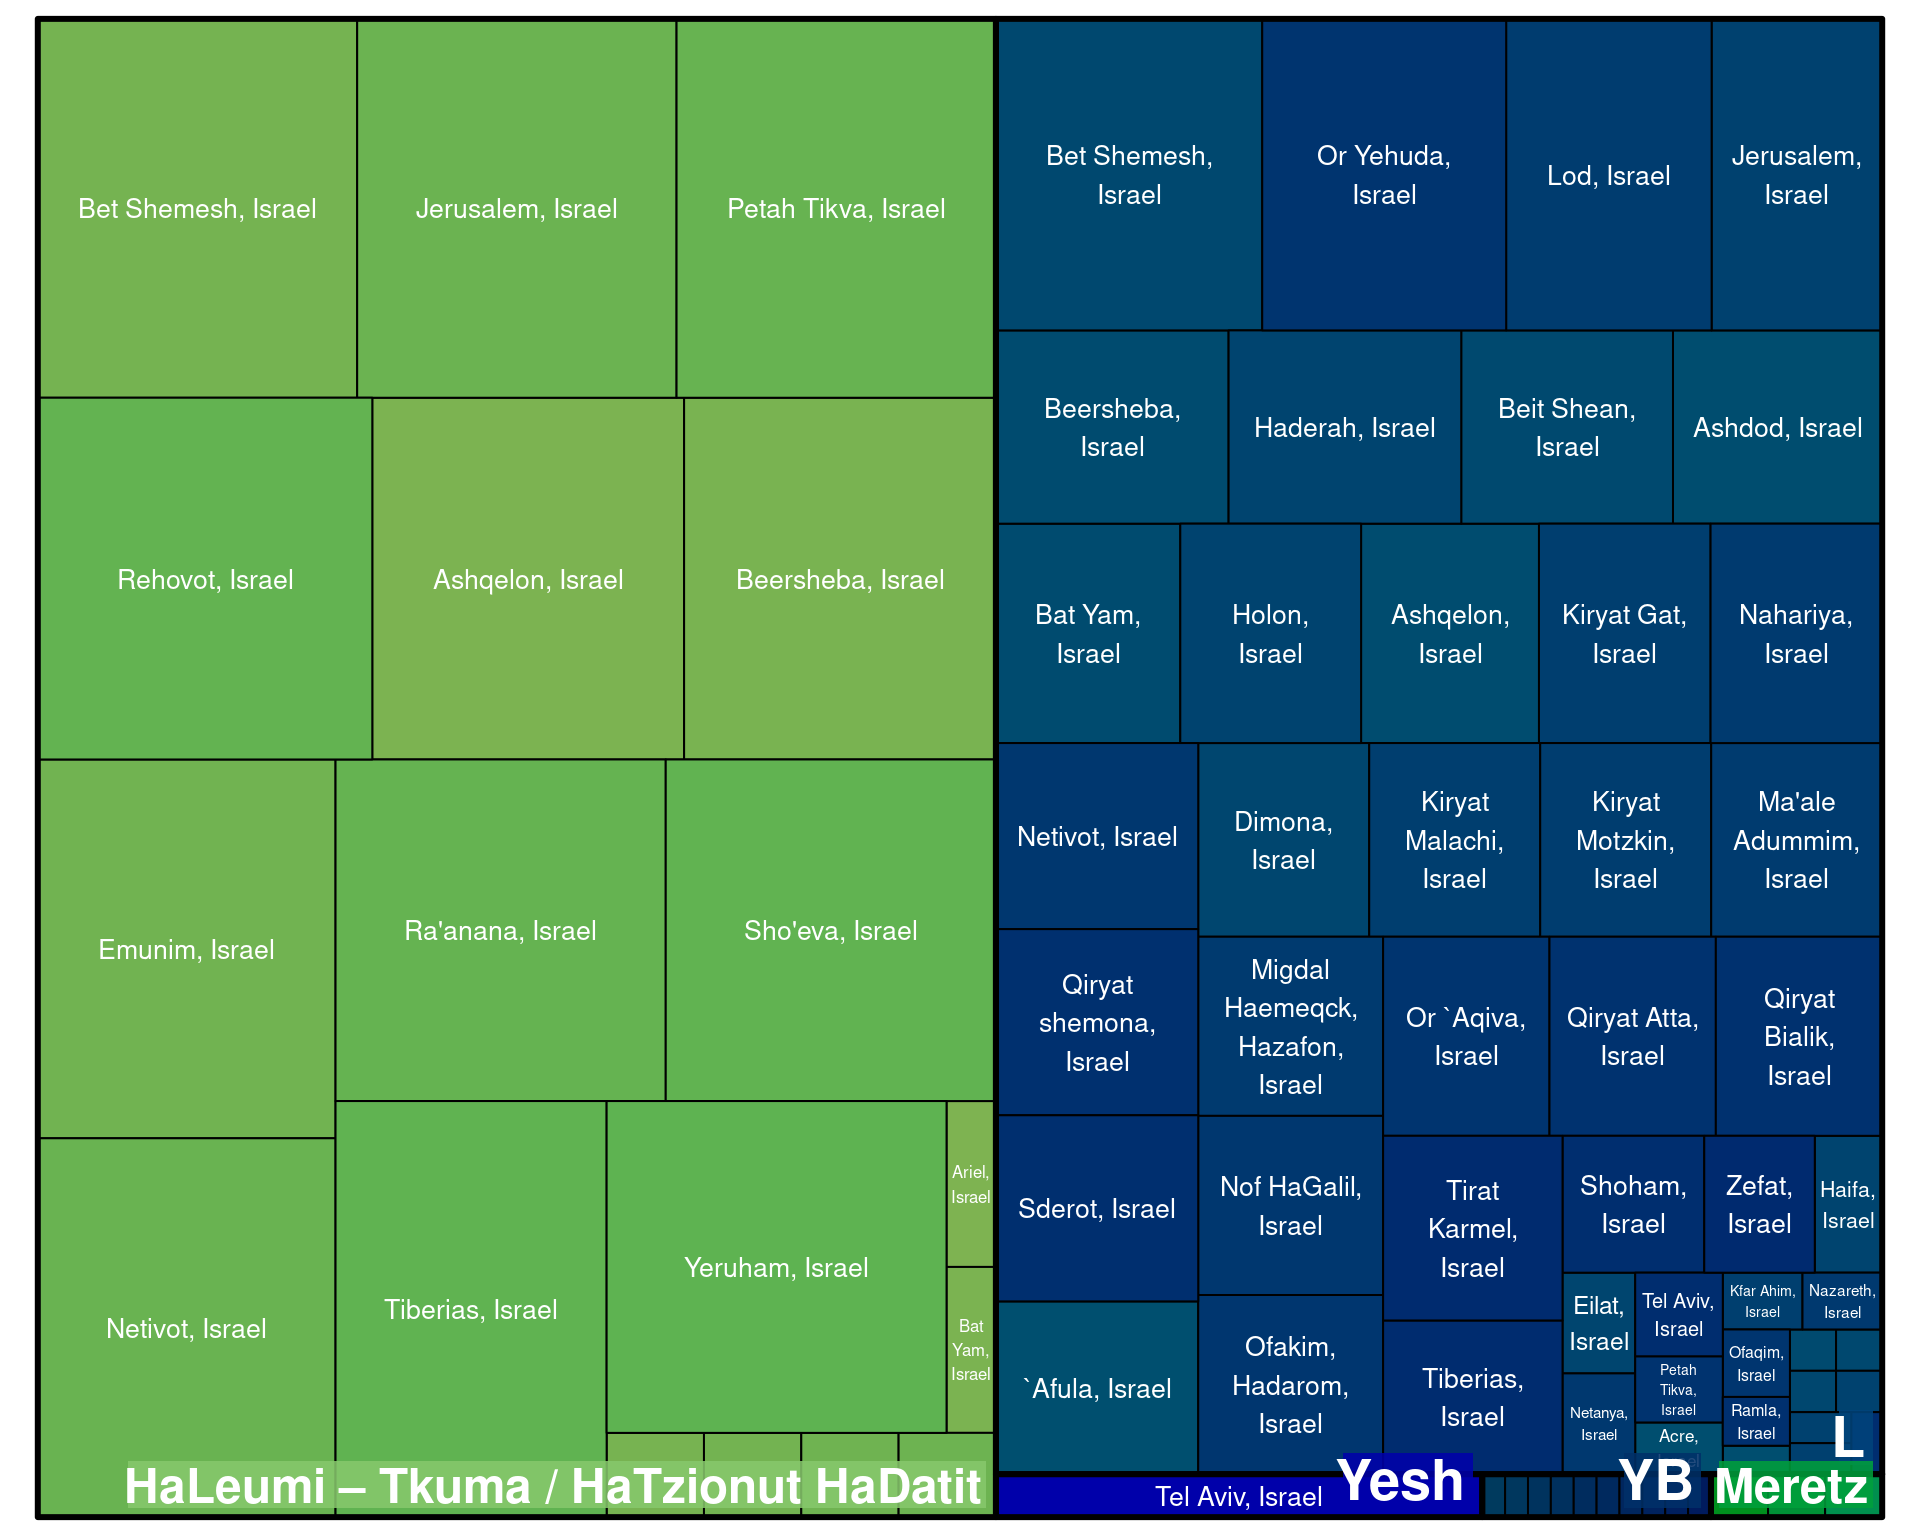 Bet Shemesh, Israel
Jerusalem, Israel
Petah Tikva, Israel
Rehovot, Israel
Ashqelon, Israel
Beersheba, Israel
Emunim, Israel
Ra'anana, Israel
Sho'eva, Israel
Netivot, Israel
Tiberias, Israel
Yeruham, Israel
Ariel,
Israel
Bat
Yam,
Israel
HaLeumi – Tkuma / HaTzionut HaDatit
Bet Shemesh,
Israel
Or Yehuda,
Israel
Lod, Israel
Jerusalem,
Israel
Beersheba,
Israel
Haderah, Israel
Beit Shean,
Israel
Ashdod, Israel
Bat Yam,
Israel
Holon,
Israel
Ashqelon,
Israel
Kiryat Gat,
Israel
Nahariya,
Israel
Netivot, Israel
Dimona,
Israel
Kiryat
Malachi,
Israel
Kiryat
Motzkin,
Israel
Ma'ale
Adummim,
Israel
Qiryat
shemona,
Israel
Migdal
Haemeqck,
Hazafon,
Israel
Or `Aqiva,
Israel
Qiryat Atta,
Israel
Qiryat
Bialik,
Israel
Sderot, Israel
Nof HaGalil,
Israel
Tirat
Karmel,
Israel
Shoham,
Israel
Zefat,
Israel
Haifa,
Israel
`Afula, Israel
Ofakim,
Hadarom,
Israel
Tiberias,
Israel
Eilat,
Israel
Tel Aviv,
Israel
Kfar Ahim,
Israel
Nazareth,
Israel
Netanya,
Israel
Petah
Tikva,
Israel
Ofaqim,
Israel
Ramla,
Israel
Acre,
L
Tel Aviv, Israel
Yesh
YB
Meretz